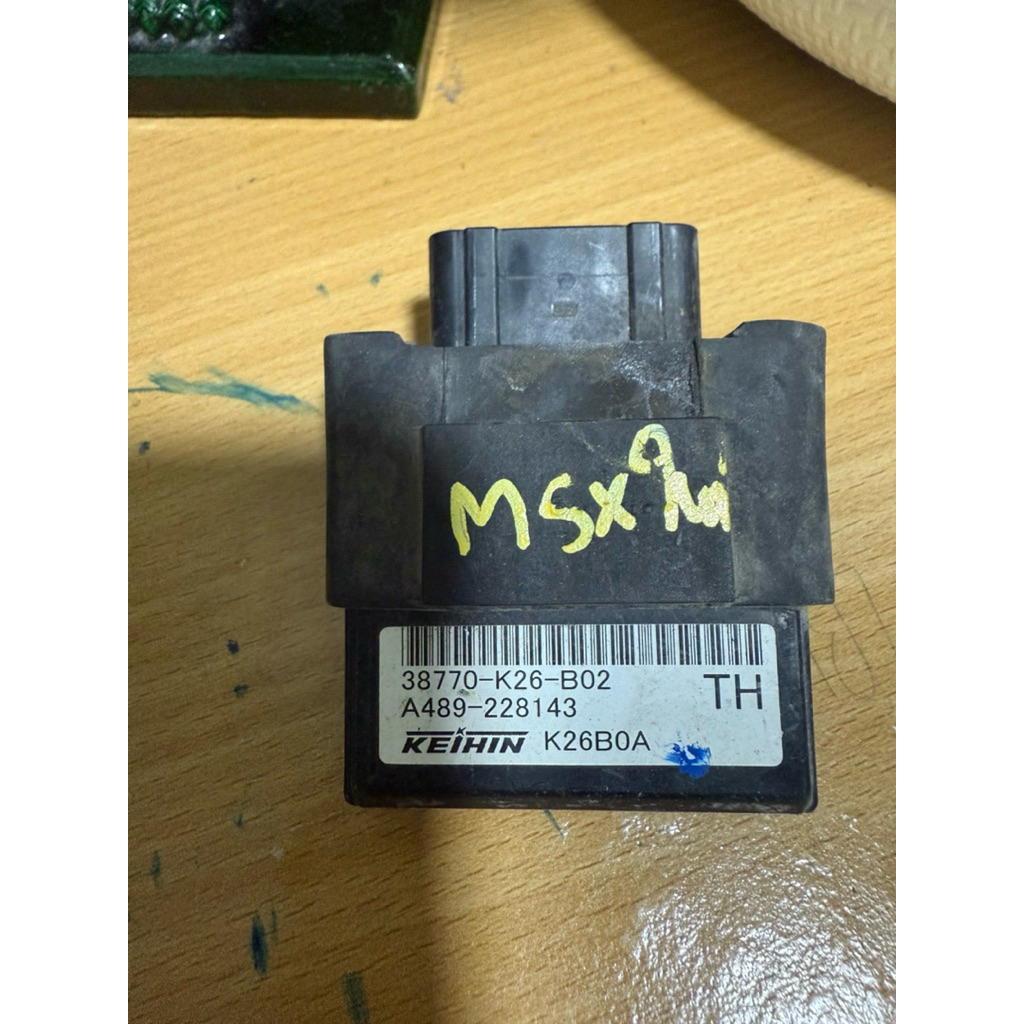 MSX
38770-K26-B02
TH
A489-228143
KEIHIN K26B0A